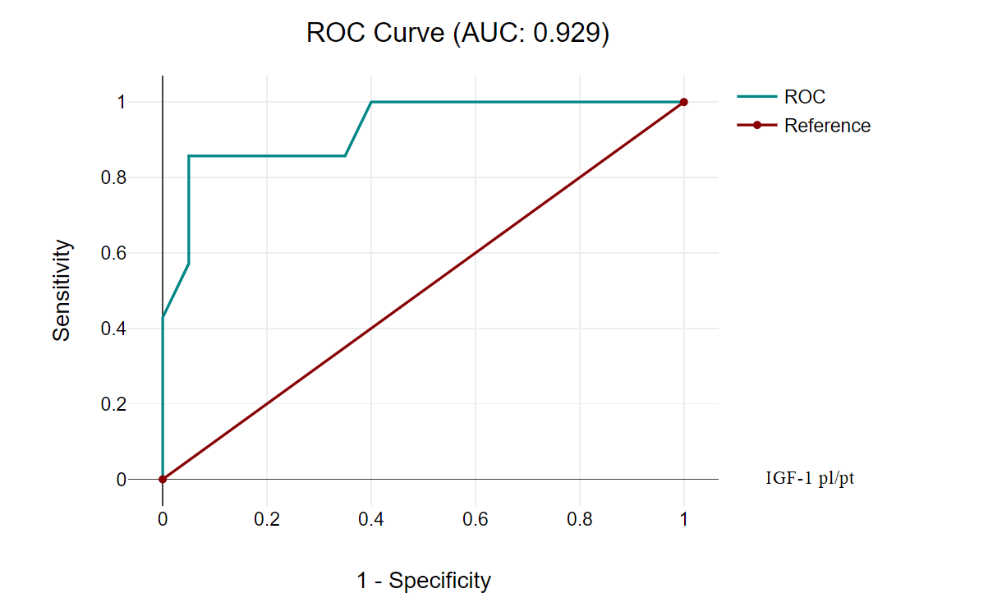 ROC Curve (AUC: 0.929)
ROC
Reference
Sensitivity
1
0.8
0.6
0.4
0.2
0
0 0.2 0.4 0.6 0.8 1
1 - Specificity
IGF-1 pl/pt